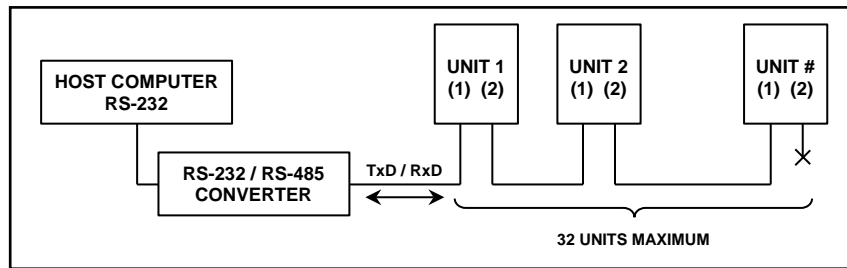 HOST COMPUTER
RS-232
RS-232 / RS-485
CONVERTER
TxD / RxD
UNIT 1
(1) (2)
UNIT 2
(1) (2)
UNIT #
(1) (2)
32 UNITS MAXIMUM